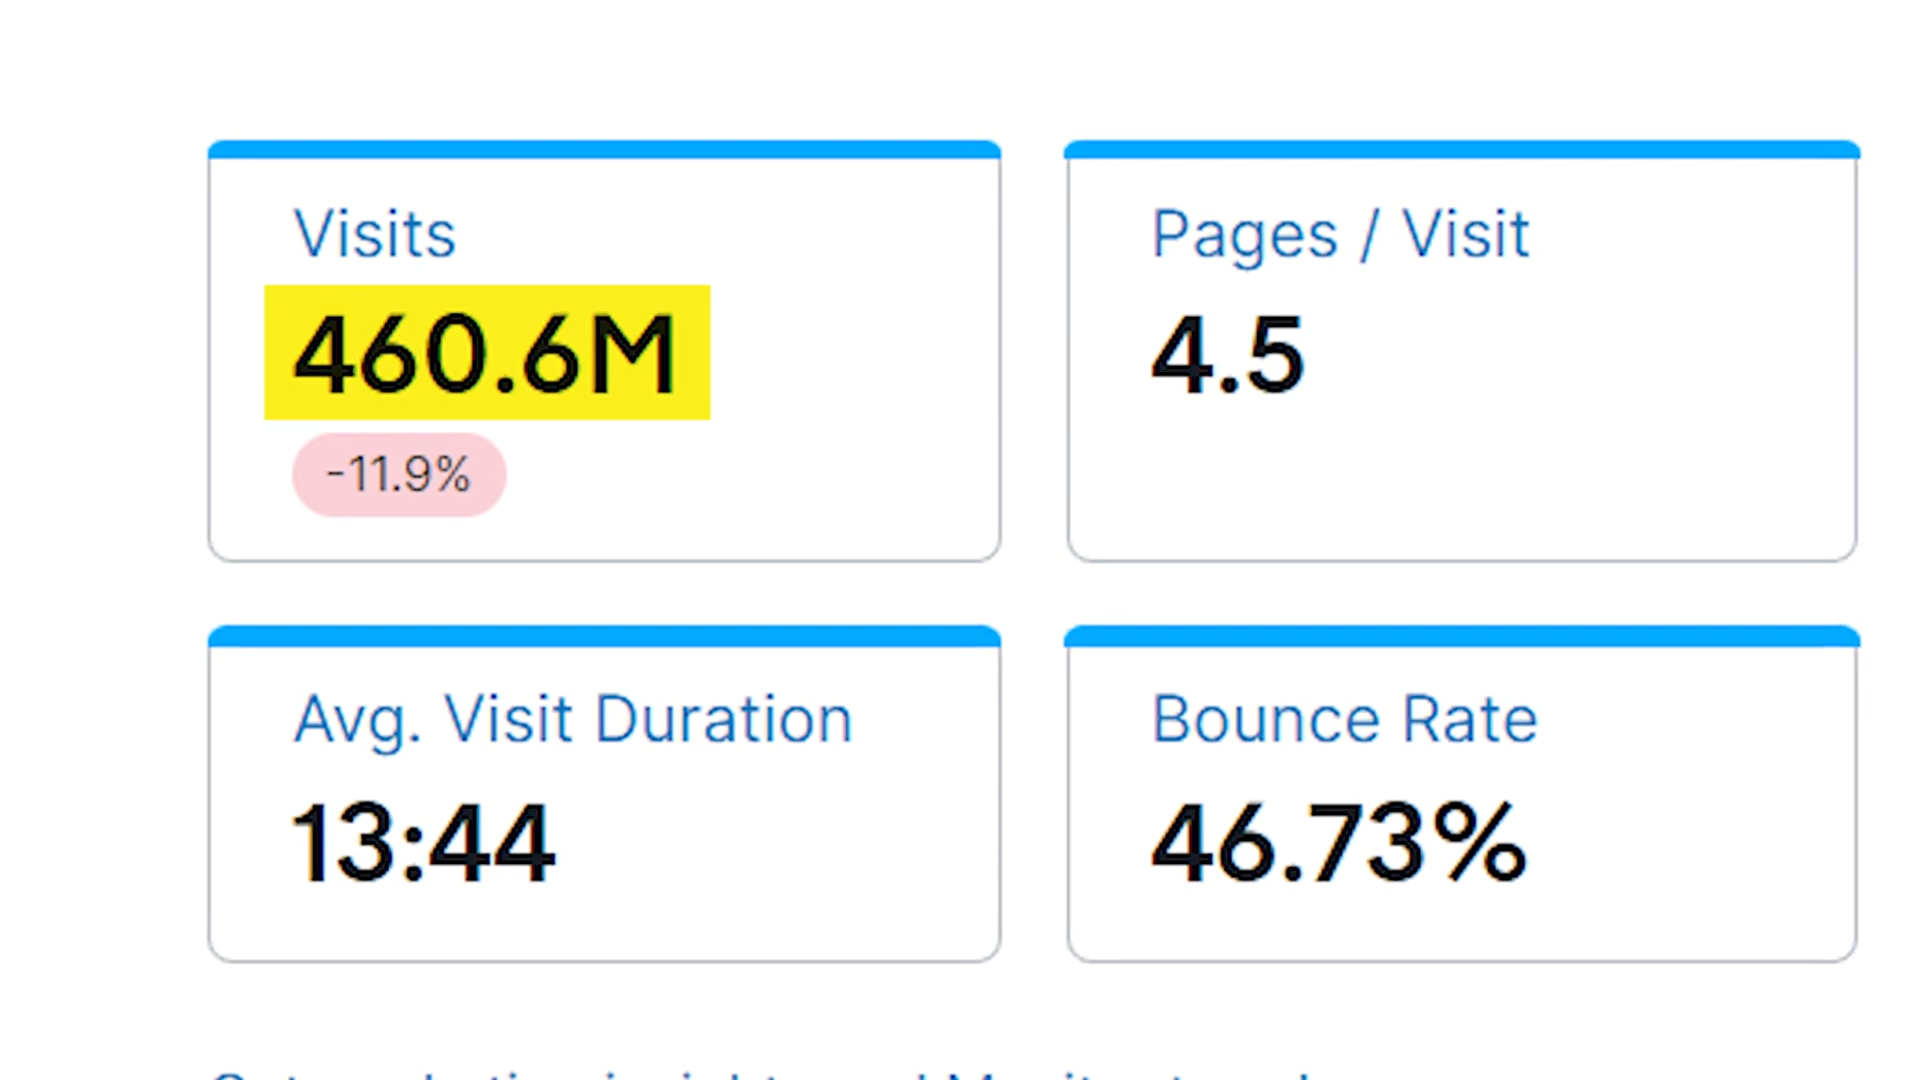 Visits
460.6M
-11.9%
Pages / Visit
4.5
Avg. Visit Duration
13:44
Bounce Rate
46.73%